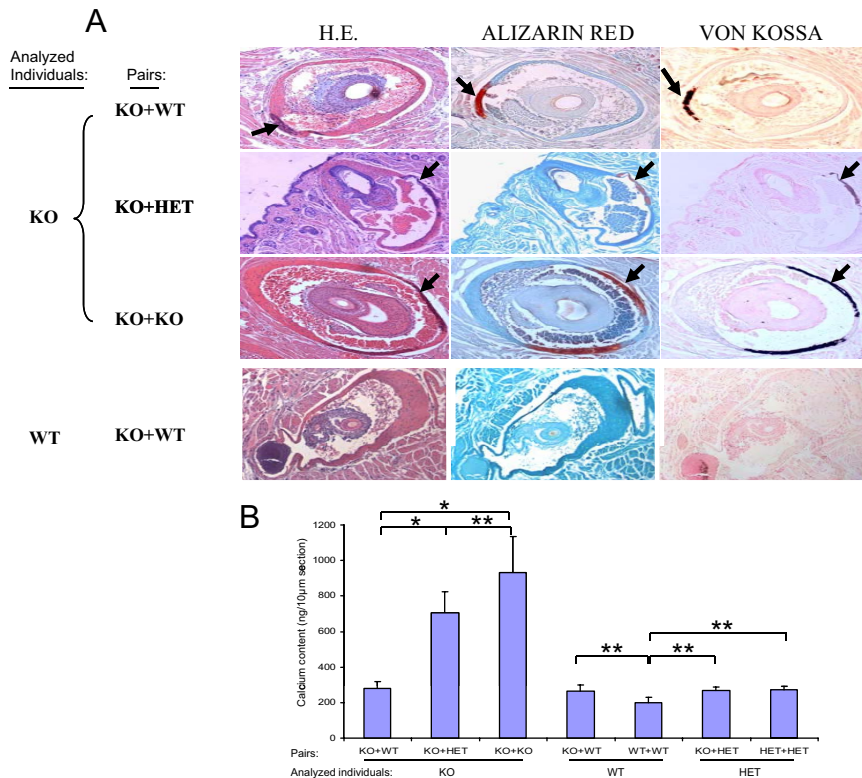 A
H.E.
ALIZARIN RED
VON KOSSA
Analyzed
Individuals:
Pairs:
KO+WT
KO
KO+HET
KO+KO
WT
KO+WT
B
Calcium content (ng/10µm section)
1200
1000
800
600
400
200
0
*
*
**
**
**
**
Pairs:
KO+WT
KO+HET
KO+KO
KO+WT
WT+WT
KO+HET
HET+HET
Analyzed individuals:
KO
WT
HET